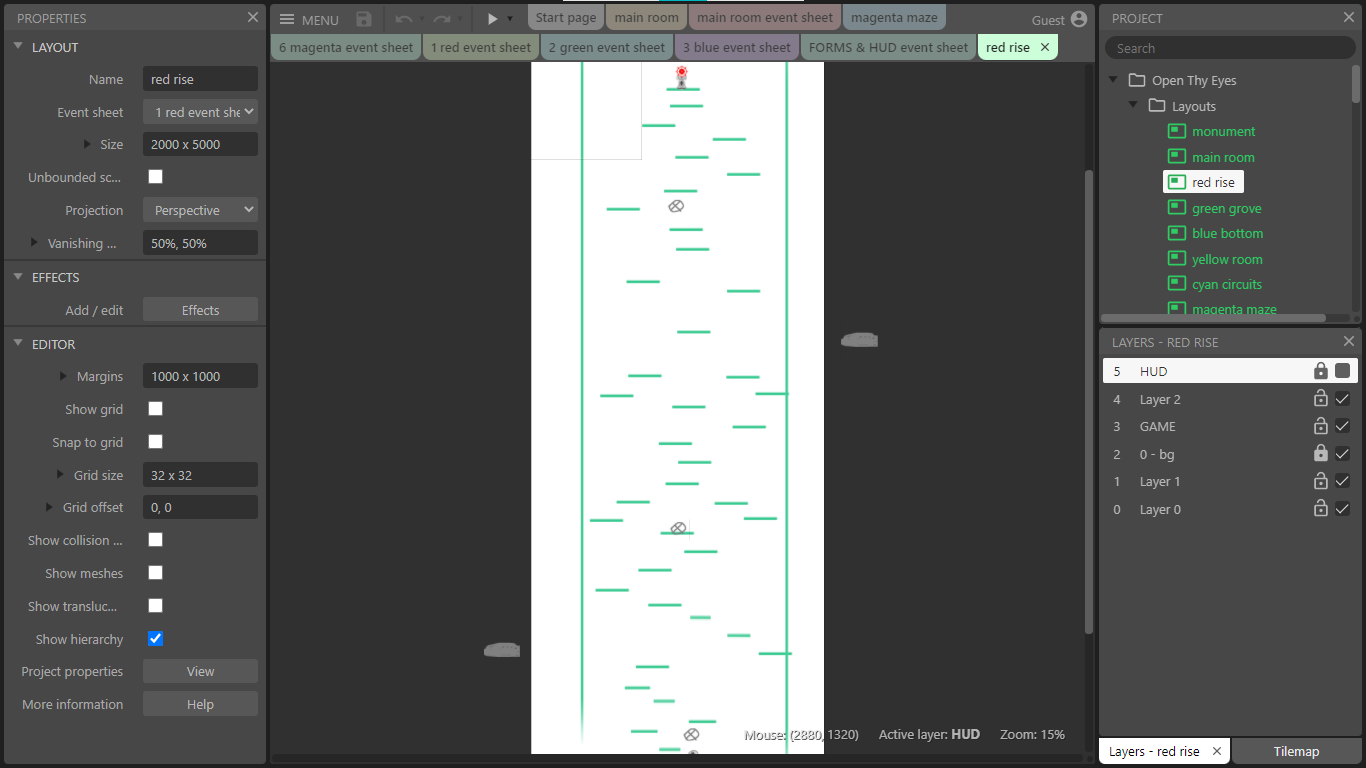 PROPERTIES
LAYOUT
Name red rise
Event sheet 1 red event she
Size 2000 x 5000
Unbounded sc...
Projection Perspective
Vanishing ... 50%, 50%
EFFECTS
Add / edit Effects
EDITOR
Margins 1000 x 1000
Show grid
Snap to grid
Grid size 32 x 32
Grid offset 0, 0
Show collision ...
Show meshes
Show transluc...
Show hierarchy
Project properties View
More information Help
MENU
Start page main room main room event sheet magenta maze
Guest
6 magenta event sheet 1 red event sheet 2 green event sheet 3 blue event sheet FORMS & HUD event sheet red rise
Mouse: (2880, 1320) Active layer: HUD Zoom: 15%
PROJECT
Search
Open Thy Eyes
Layouts
monument
main room
red rise
green grove
blue bottom
yellow room
cyan circuits
magenta maze
LAYERS - RED RISE
5 HUD
4 Layer 2
3 GAME
2 0 - bg
1 Layer 1
0 Layer 0
Layers - red rise Tilemap